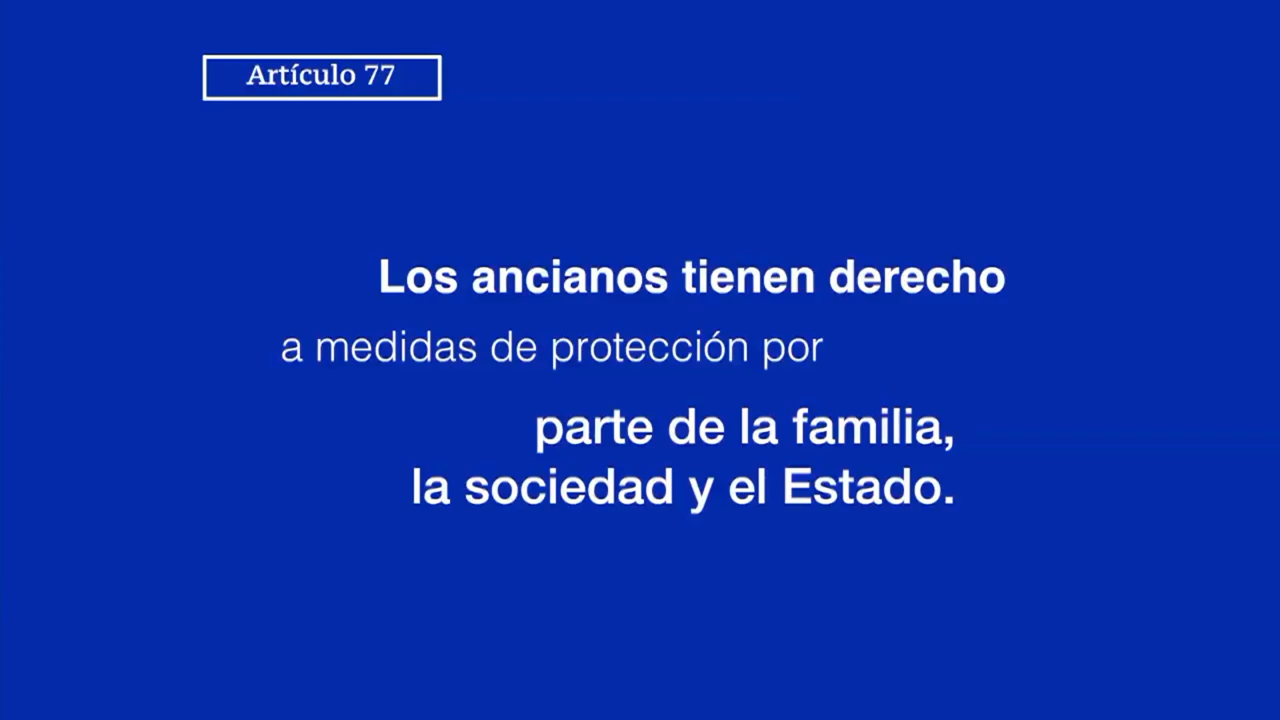 Artículo 77
Los ancianos tienen derecho
a medidas de protección por
parte de la familia,
la sociedad y el Estado.